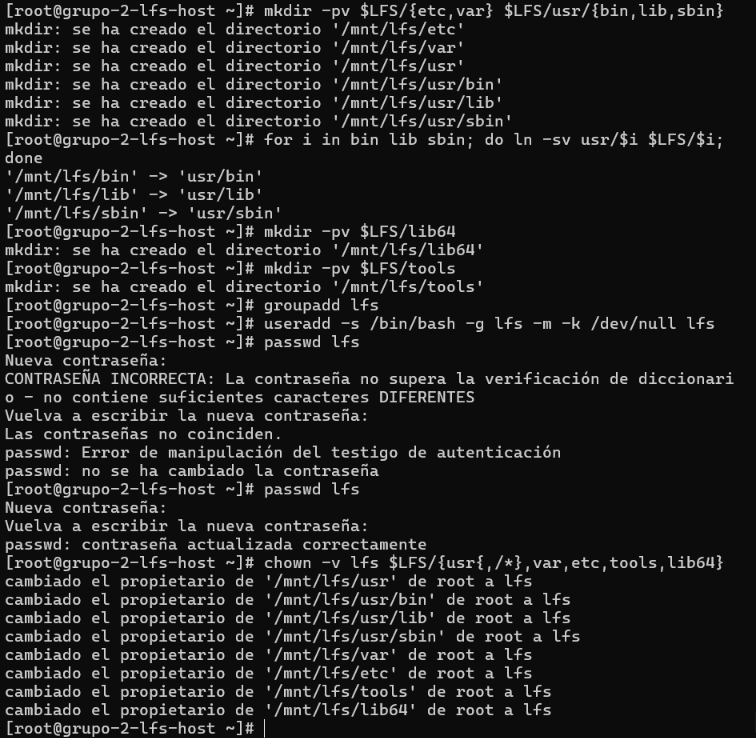 [root@grupo-2-lfs-host ~]# mkdir -pv $LFS/{etc,var} $LFS/usr/{bin,lib,sbin}
mkdir: se ha creado el directorio '/mnt/lfs/etc'
mkdir: se ha creado el directorio '/mnt/lfs/var'
mkdir: se ha creado el directorio '/mnt/lfs/usr'
mkdir: se ha creado el directorio '/mnt/lfs/usr/bin'
mkdir: se ha creado el directorio '/mnt/lfs/usr/lib'
mkdir: se ha creado el directorio '/mnt/lfs/usr/sbin'
[root@grupo-2-lfs-host ~]# for i in bin lib sbin; do ln -sv usr/$i $LFS/$i;
done
'/mnt/lfs/bin' -> 'usr/bin'
'/mnt/lfs/lib' -> 'usr/lib'
'/mnt/lfs/sbin' -> 'usr/sbin'
[root@grupo-2-lfs-host ~]# mkdir -pv $LFS/lib64
mkdir: se ha creado el directorio '/mnt/lfs/lib64'
[root@grupo-2-lfs-host ~]# mkdir -pv $LFS/tools
mkdir: se ha creado el directorio '/mnt/lfs/tools'
[root@grupo-2-lfs-host ~]# groupadd lfs
[root@grupo-2-lfs-host ~]# useradd -s /bin/bash -g lfs -m -k /dev/null lfs
[root@grupo-2-lfs-host ~]# passwd lfs
Nueva contraseña:
CONTRASEÑA INCORRECTA: La contraseña no supera la verificación de diccionari
o - no contiene suficientes caracteres DIFERENTES
Vuelva a escribir la nueva contraseña:
Las contraseñas no coinciden.
passwd: Error de manipulación del testigo de autenticación
passwd: no se ha cambiado la contraseña
[root@grupo-2-lfs-host ~]# passwd lfs
Nueva contraseña:
Vuelva a escribir la nueva contraseña:
passwd: contraseña actualizada correctamente
[root@grupo-2-lfs-host ~]# chown -v lfs $LFS/{usr{,/*},var,etc,tools,lib64}
cambiado el propietario de '/mnt/lfs/usr' de root a lfs
cambiado el propietario de '/mnt/lfs/usr/bin' de root a lfs
cambiado el propietario de '/mnt/lfs/usr/lib' de root a lfs
cambiado el propietario de '/mnt/lfs/usr/sbin' de root a lfs
cambiado el propietario de '/mnt/lfs/var' de root a lfs
cambiado el propietario de '/mnt/lfs/etc' de root a lfs
cambiado el propietario de '/mnt/lfs/tools' de root a lfs
cambiado el propietario de '/mnt/lfs/lib64' de root a lfs
[root@grupo-2-lfs-host ~]#